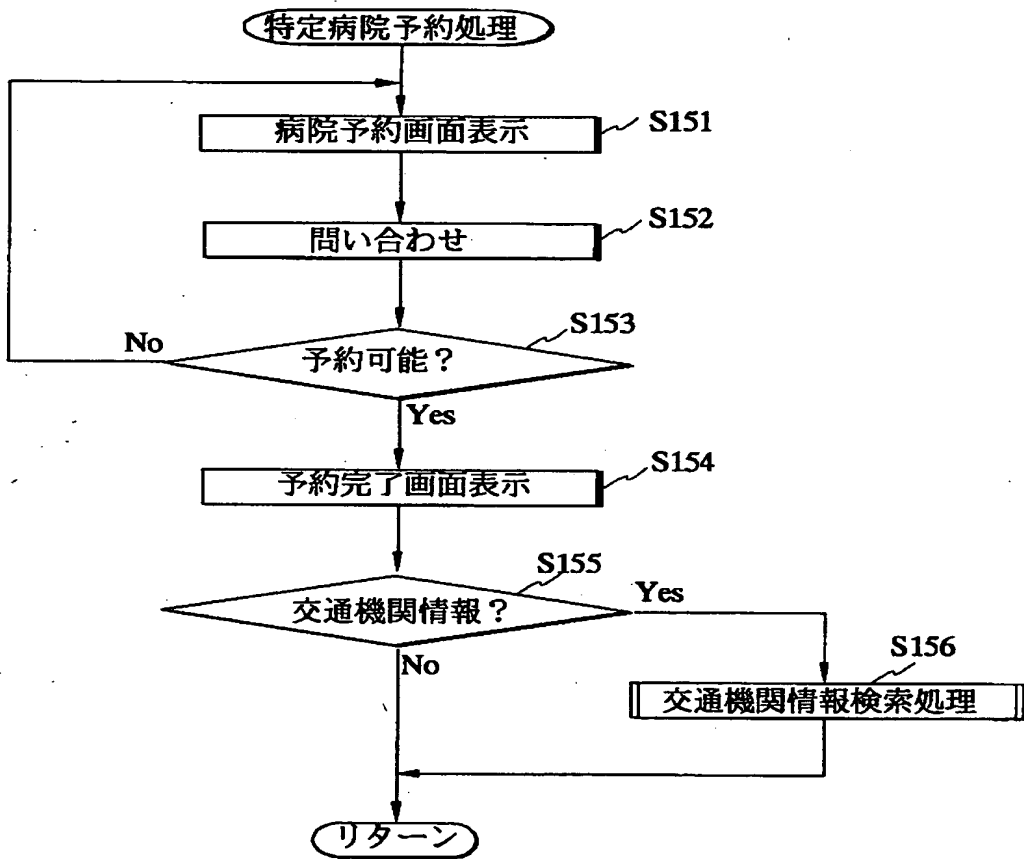 特定病院予約処理
病院予約画面表示
S151
問い合わせ
S152
予約可能？
S153
No
Yes
予約完了画面表示
S154
交通機関情報？
S155
Yes
No
交通機関情報検索処理
S156
リターン